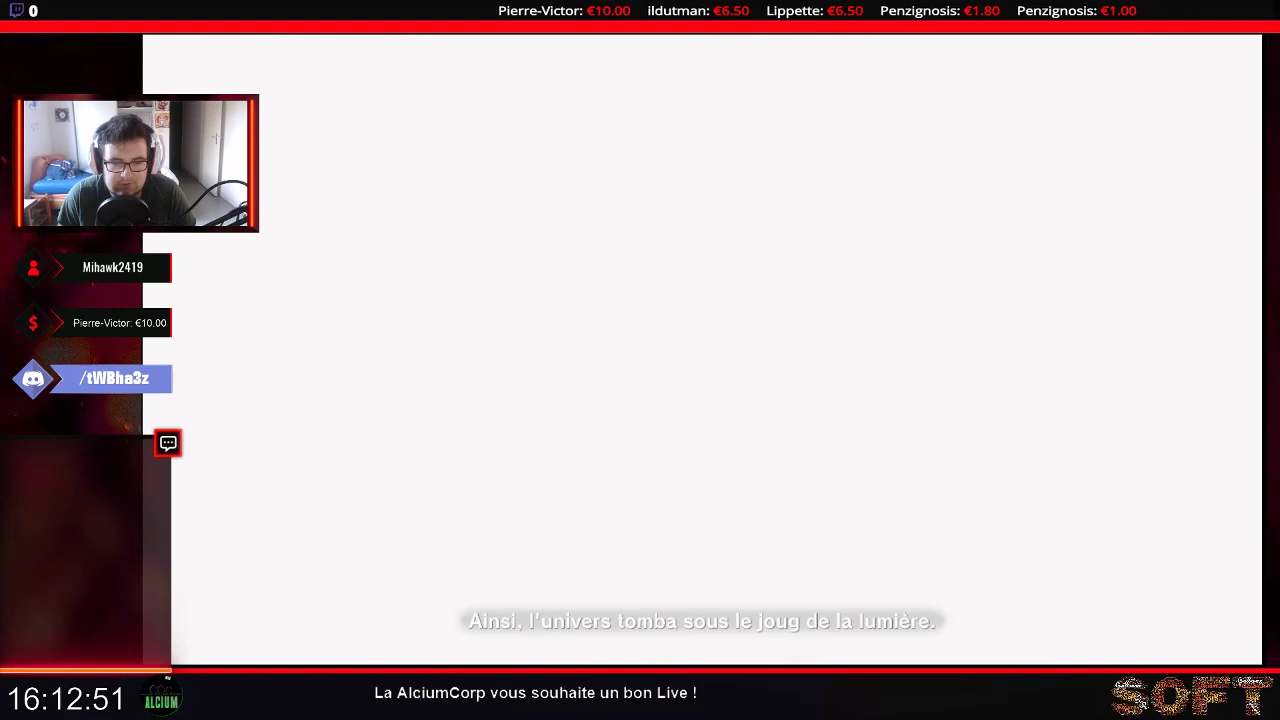 0
Pierre-Victor: €10.00 ildutman: €6.50 Lippette: €6.50 Penzignosis: €1.80 Penzignosis: €1.00
Mihawk2419
$
Pierre-Victor: €10.00
/tWBha3z
Ainsi, l'univers tomba sous le joug de la lumière.
16:12:51
ALCIUM
La AlciumCorp vous souhaite un bon Live !
SOFT